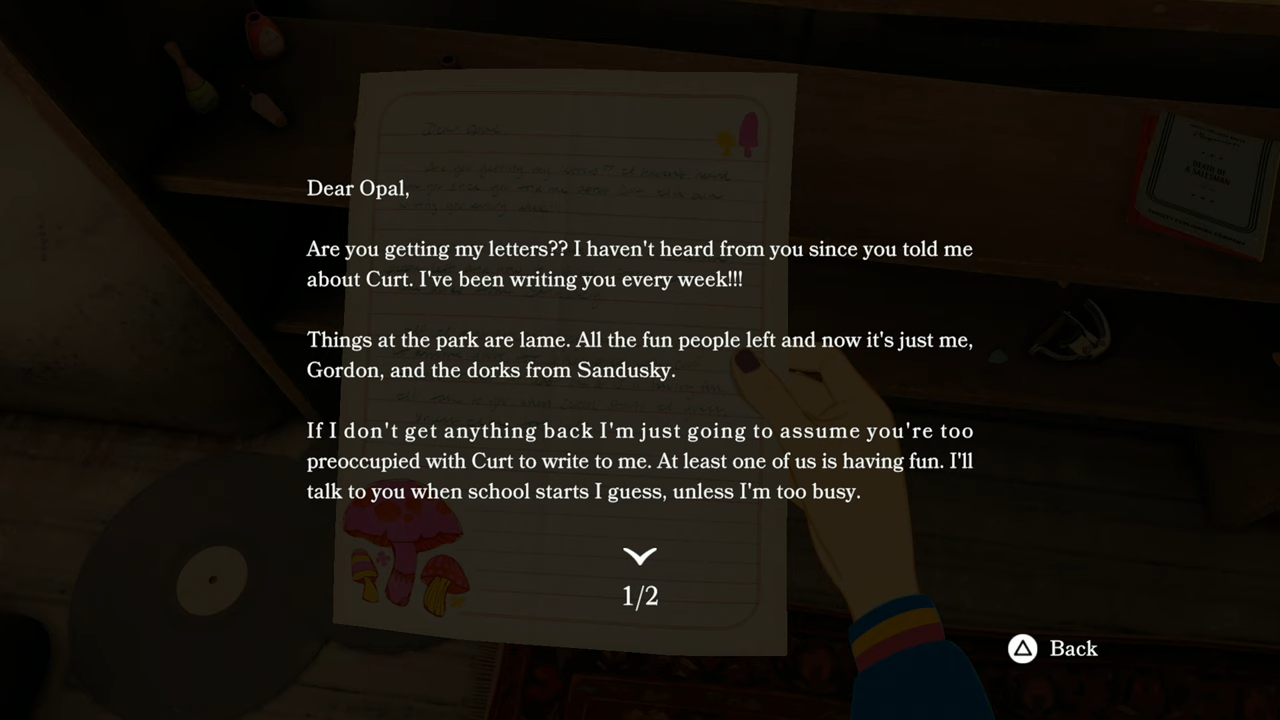 Dear Opal,
Are you getting my letters?? I haven't heard from you since you told me
about Curt. I've been writing you every week!!!
Things at the park are lame. All the fun people left and now it's just me,
Gordon, and the dorks from Sandusky.
If I don't get anything back I'm just going to assume you're too
preoccupied with Curt to write to me. At least one of us is having fun. I'll
talk to you when school starts I guess, unless I'm too busy.
1/2
Back
DEATH OF
A SALESMAN